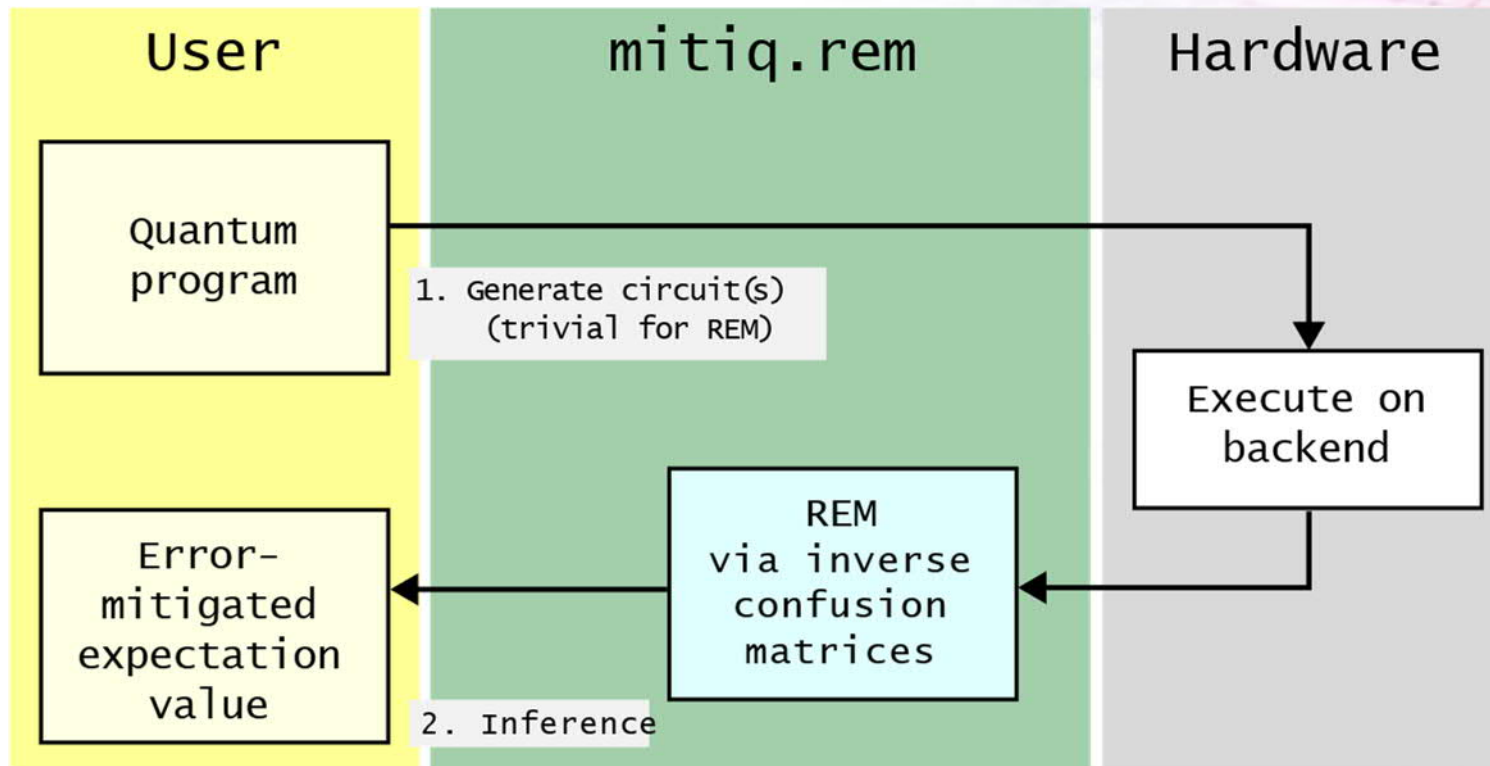 User
mitiq.rem
Hardware
Quantum
program
1. Generate circuit(s)
(trivial for REM)
Execute on
backend
REM
via inverse
confusion
matrices
Error–
mitigated
expectation
value
2. Inference